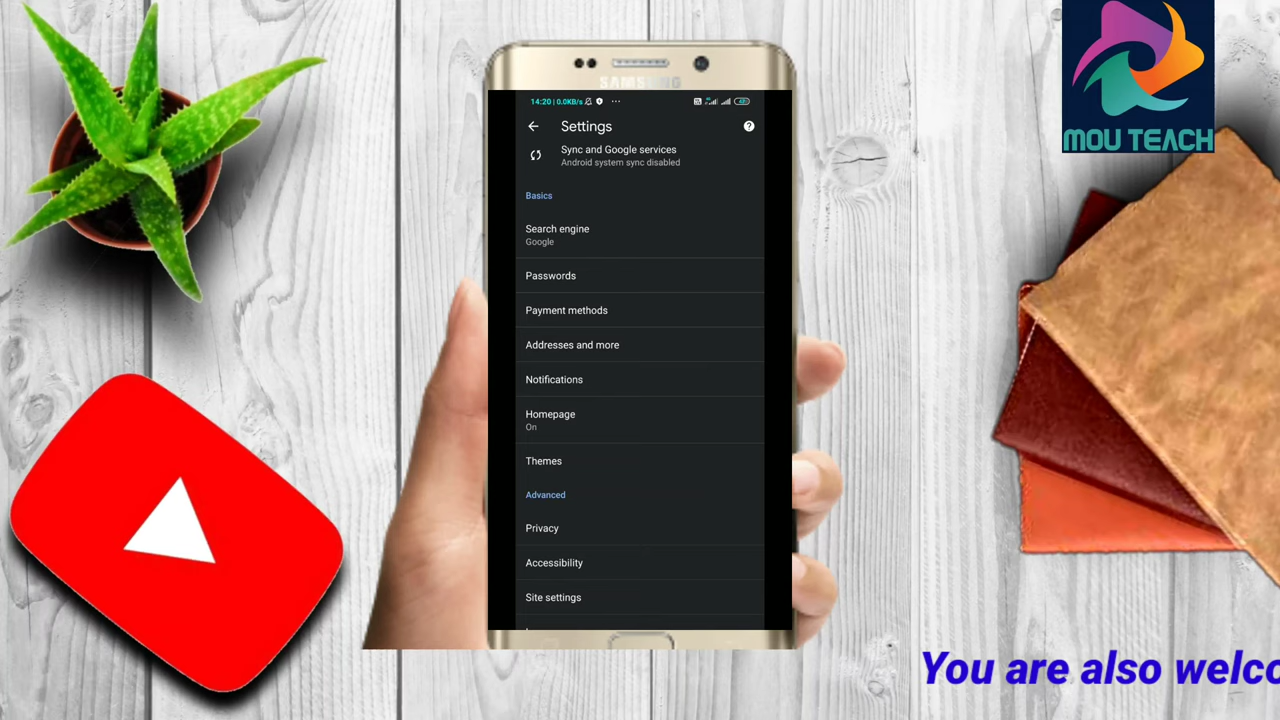 MOU TEACH
SAMSUNG
14:20 | 0.0KB/s
Settings
Sync and Google services
Android system sync disabled
Basics
Search engine
Google
Passwords
Payment methods
Addresses and more
Notifications
Homepage
On
Themes
Advanced
Privacy
Accessibility
Site settings
You are also welco